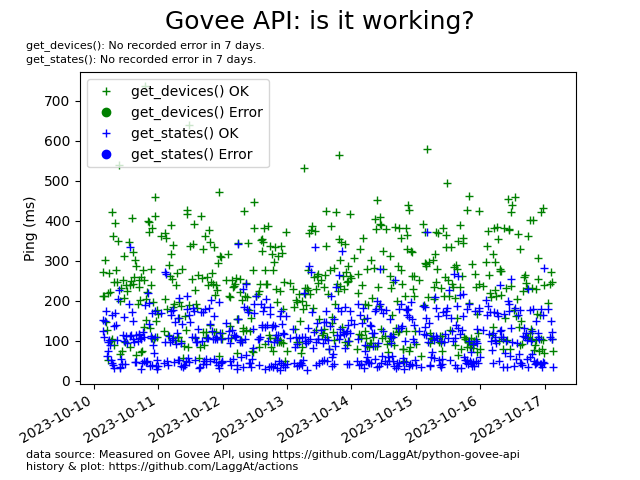 Govee API: is it working?
get_devices(): No recorded error in 7 days.
get_states(): No recorded error in 7 days.
get_devices() OK
get_devices() Error
get_states() OK
get_states() Error
Ping (ms)
700
600
500
400
300
200
100
0
2023-10-10
2023-10-11
2023-10-12
2023-10-13
2023-10-14
2023-10-15
2023-10-16
2023-10-17
data source: Measured on Govee API, using https://github.com/LaggAt/python-govee-api
history & plot: https://github.com/LaggAt/actions